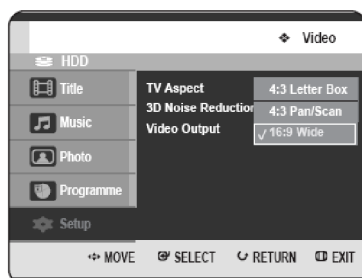 ❖ Video
HDD
Title
TV Aspect
4:3 Letter Box
3D Noise Reduction
4:3 Pan/Scan
Music
Video Output
✓ 16:9 Wide
Photo
Programme
Setup
MOVE SELECT RETURN EXIT